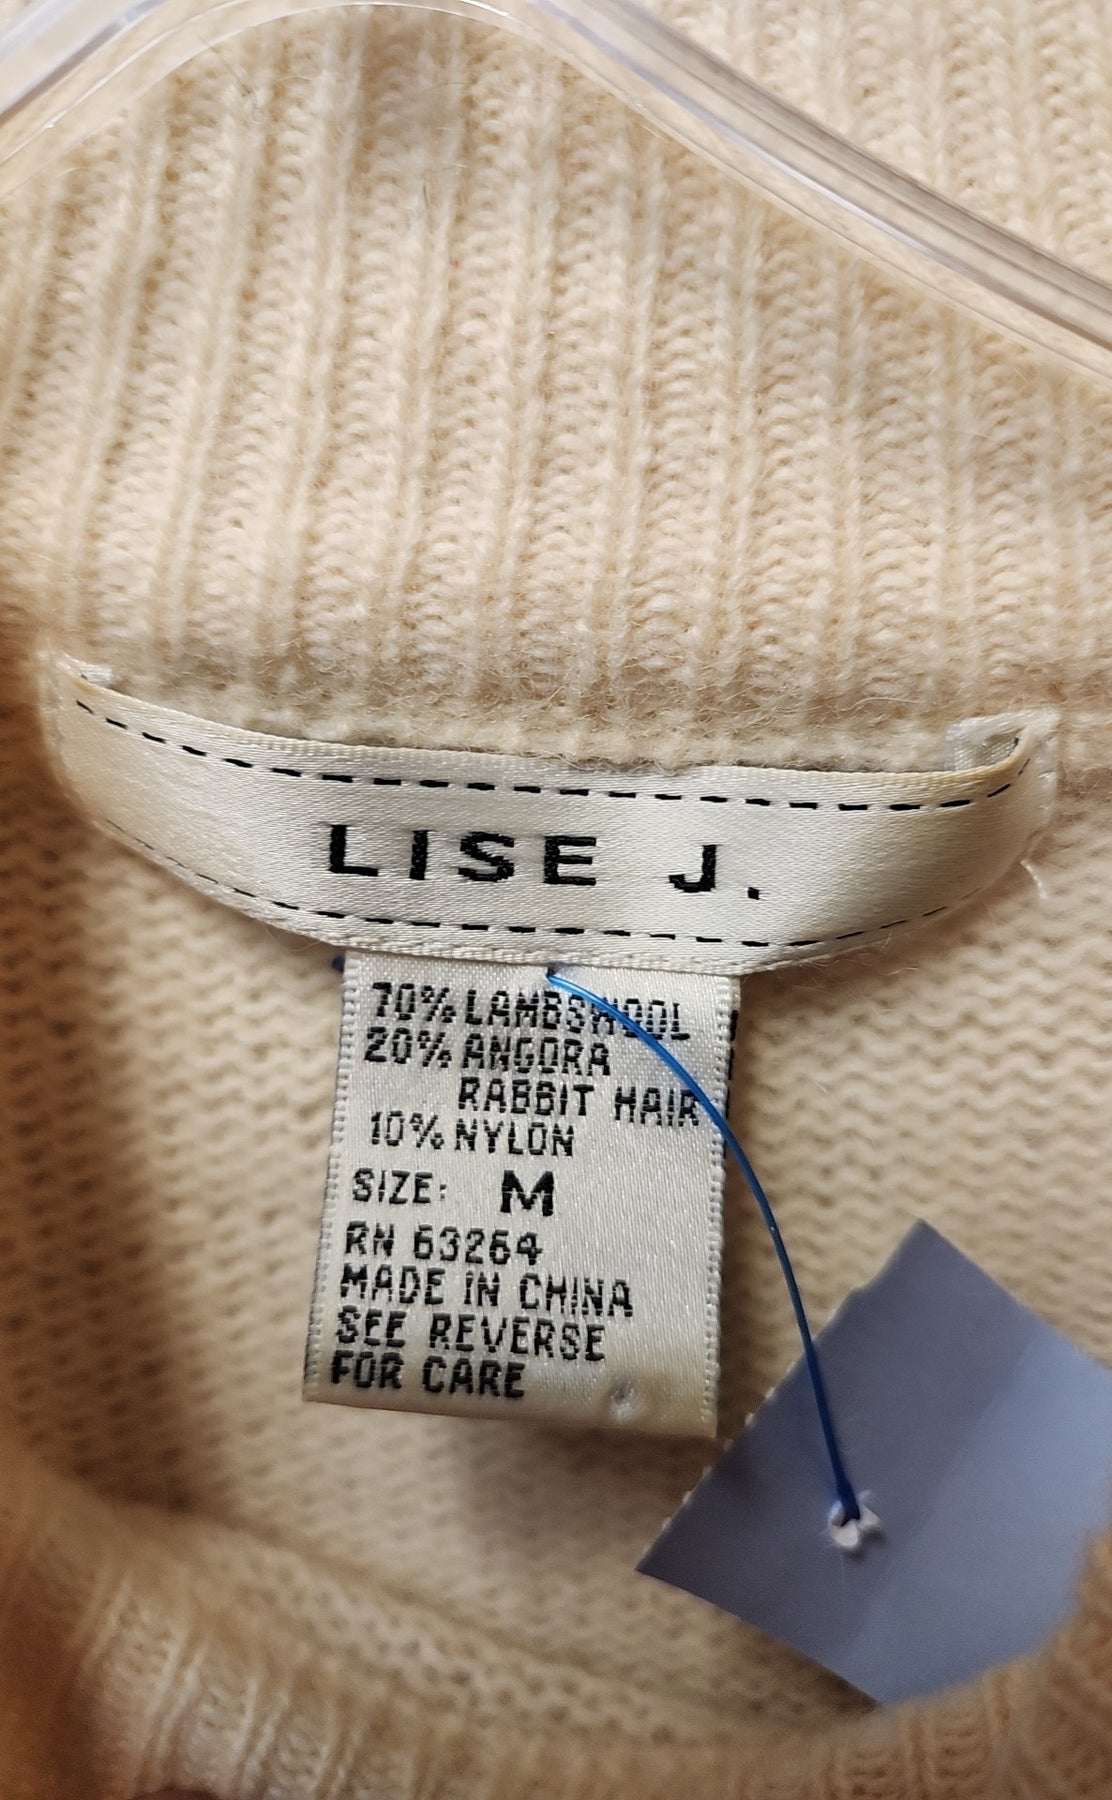 LISE J.
70% LAMBSWOOL
20% ANGORA
RABBIT HAIR
10% NYLON
SIZE: M
RN 63264
MADE IN CHINA
SEE REVERSE
FOR CARE